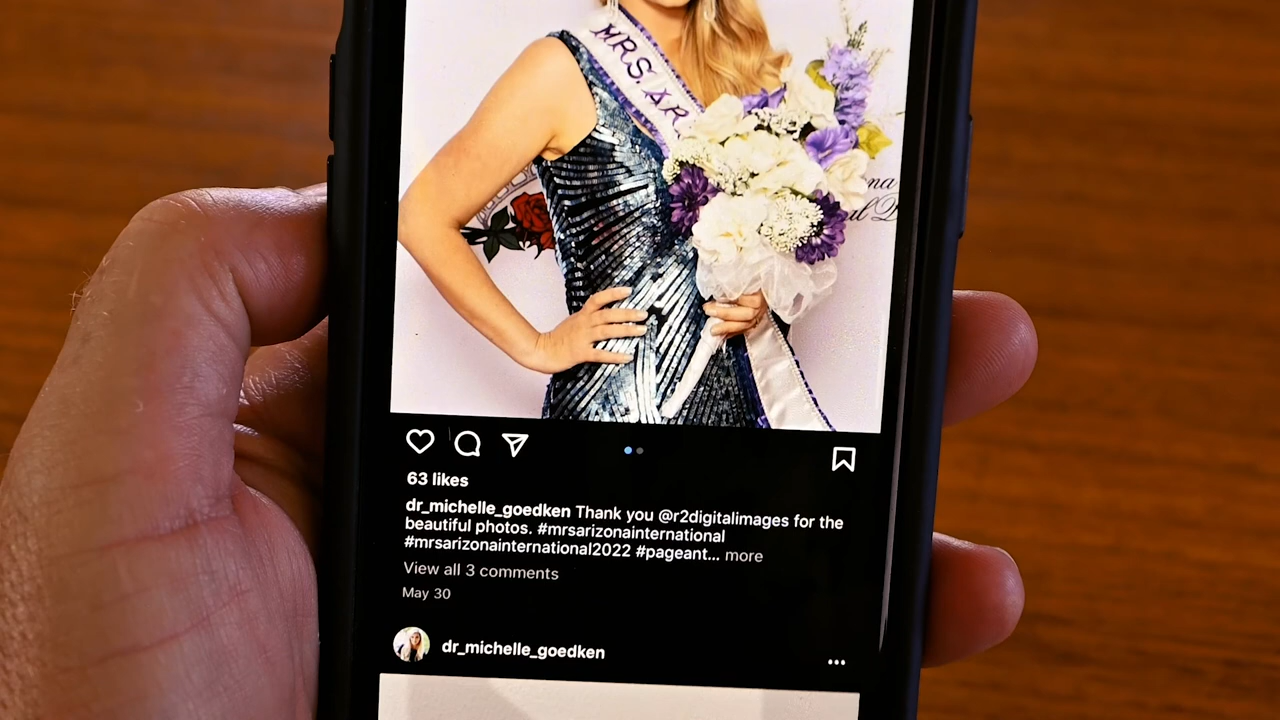 MRS. AR
na
63 likes
dr_michelle_goedken Thank you @r2digitalimages for the
beautiful photos. #mrsarizonainternational
#mrsarizonainternational2022 #pageant... more
View all 3 comments
May 30
dr_michelle_goedken